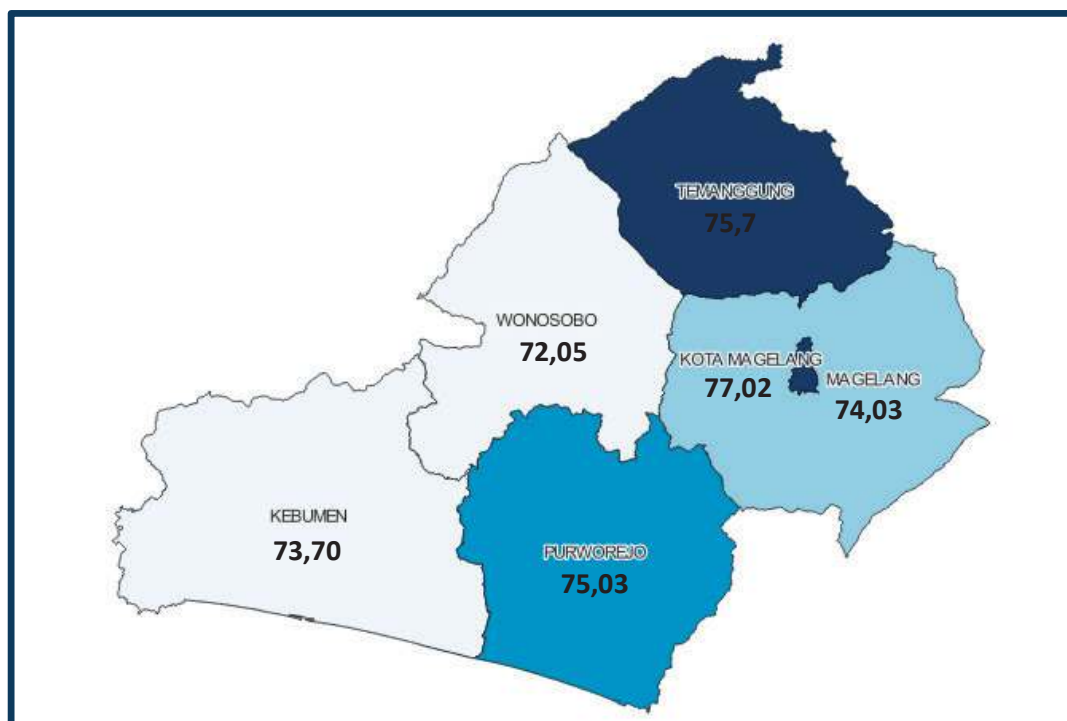 TEMANGGUNG
75,7
WONOSOBO
72,05
KOTA MAGELANG
77,02
MAGELANG
74,03
KEBUMEN
73,70
PURWOREJO
75,03